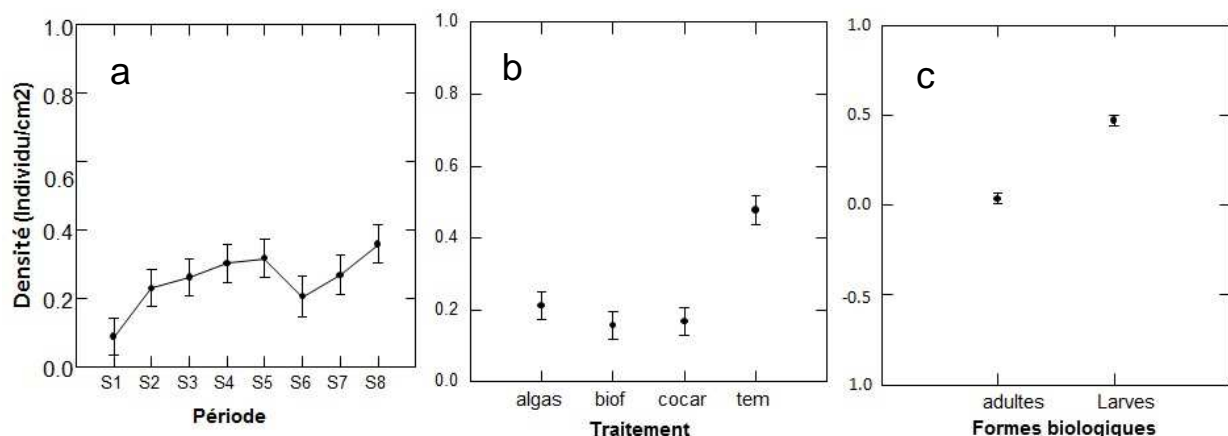 a
Densité (Individu/cm2)
1.0
0.8
0.6
0.4
0.2
0.0
S1 S2 S3 S4 S5 S6 S7 S8
Période
b
1.0
0.8
0.6
0.4
0.2
0.0
algas biof cocar tem
Traitement
c
1.0
0.5
0.0
-0.5
1.0
adultes Larves
Formes biologiques